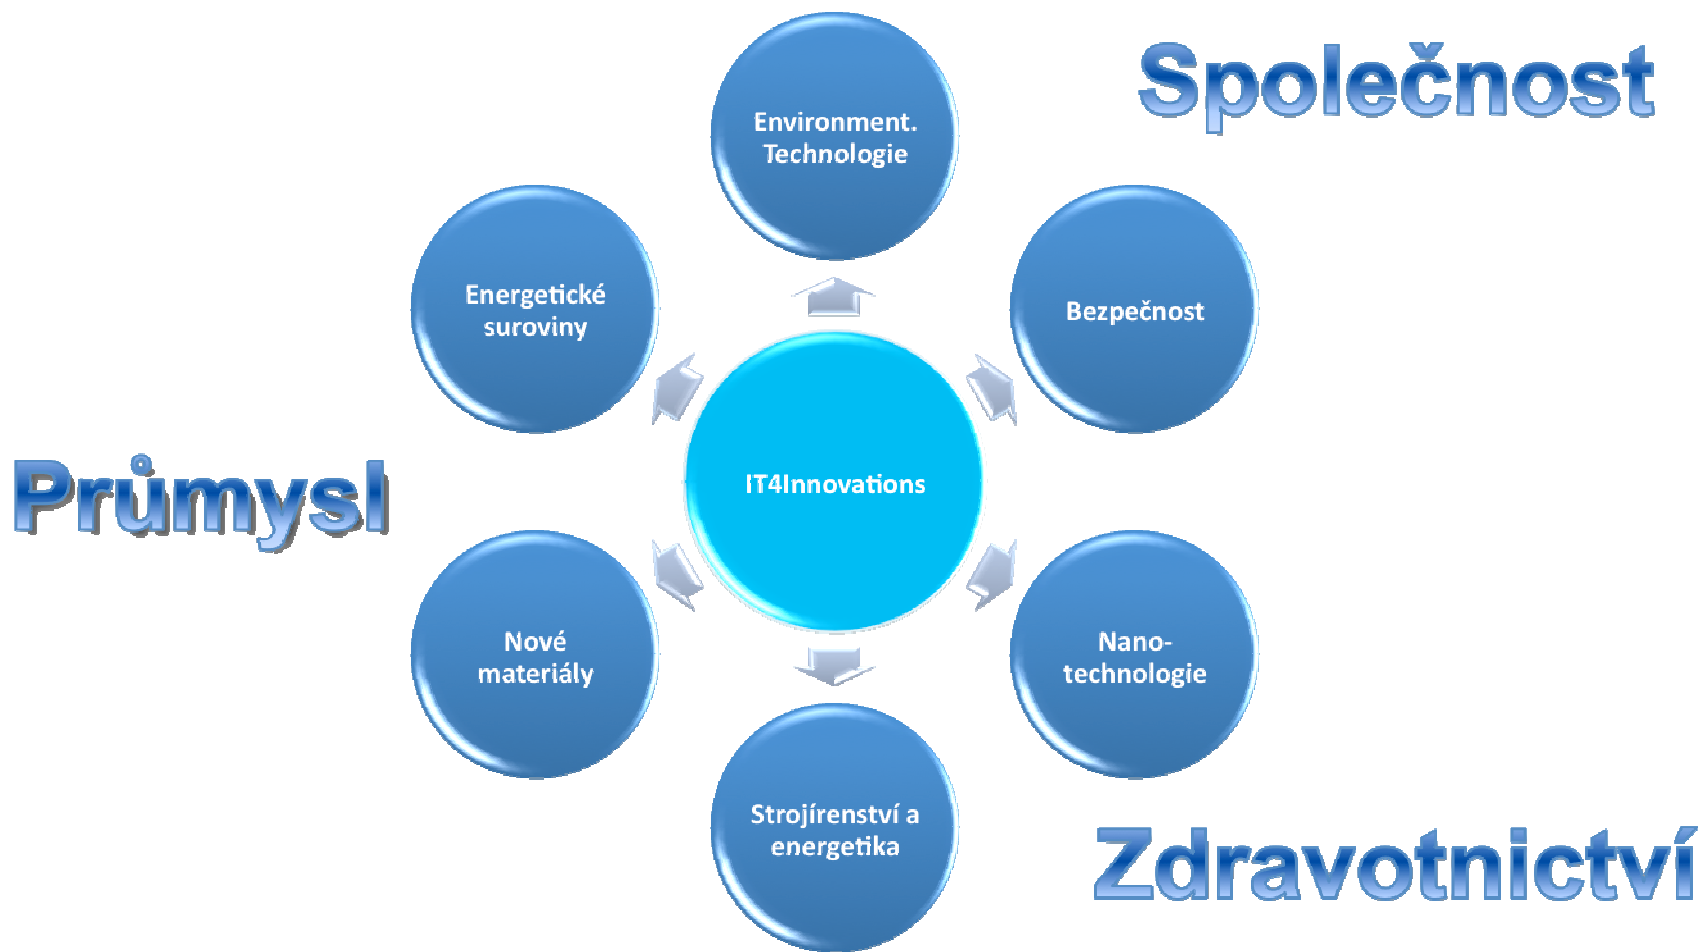 Společnost
Environment.
Technologie
Energetické
suroviny
Bezpečnost
Průmysl
IT4Innovations
Nové
materiály
Nano-
technologie
Strojírenství a
energetika
Zdravotnictví